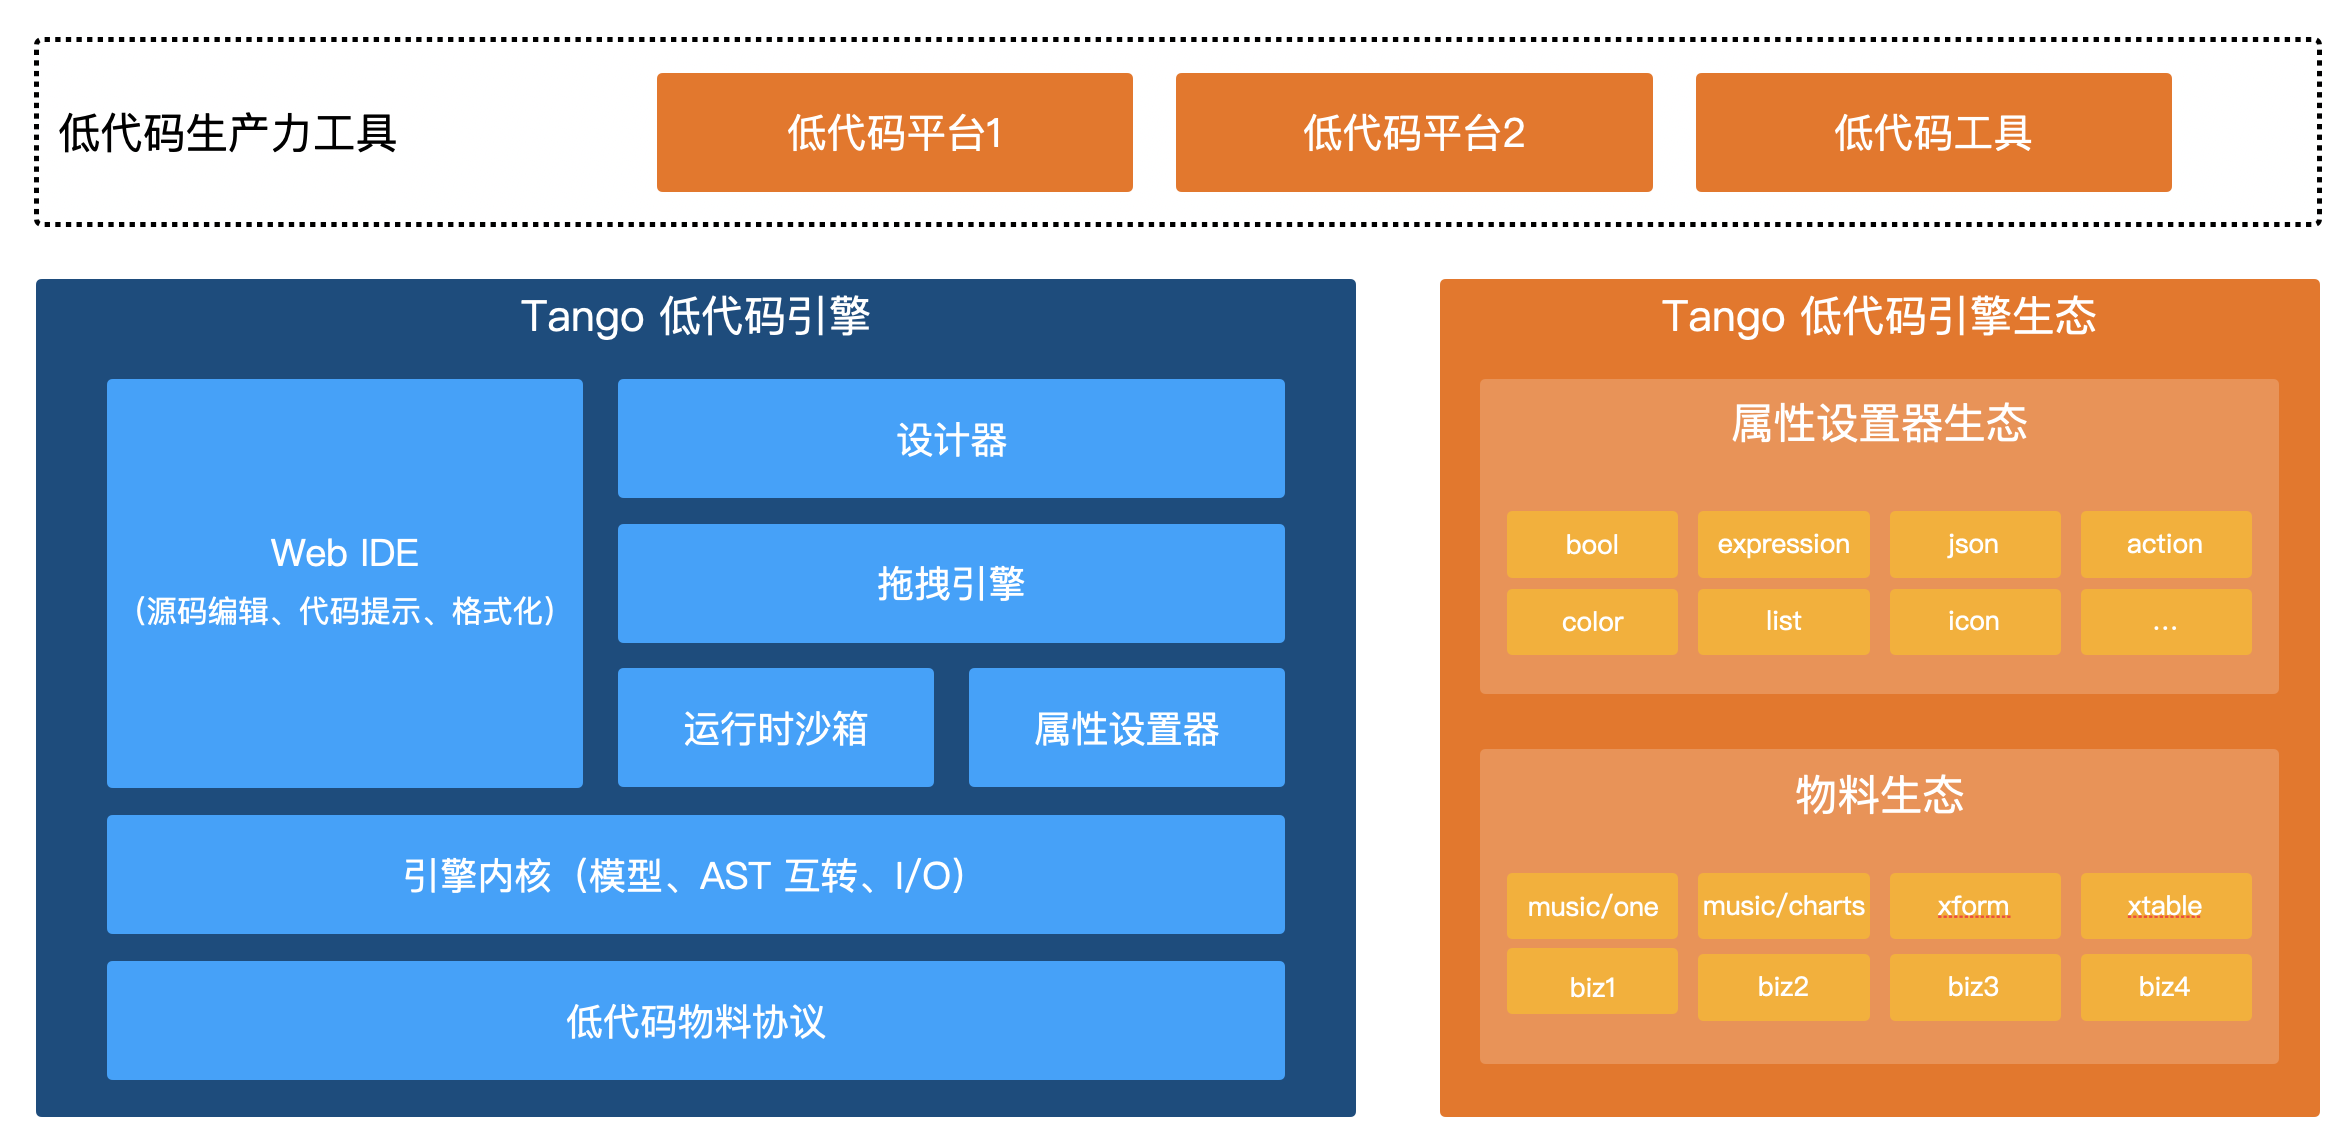 低代码生产力工具
低代码平台1
低代码平台2
低代码工具
Tango 低代码引擎
Web IDE
（源码编辑、代码提示、格式化）
设计器
拖拽引擎
运行时沙箱
属性设置器
引擎内核（模型、AST 互转、I/O）
低代码物料协议
Tango 低代码引擎生态
属性设置器生态
bool
expression
json
action
color
list
icon
...
物料生态
music/one
music/charts
xform
xtable
biz1
biz2
biz3
biz4